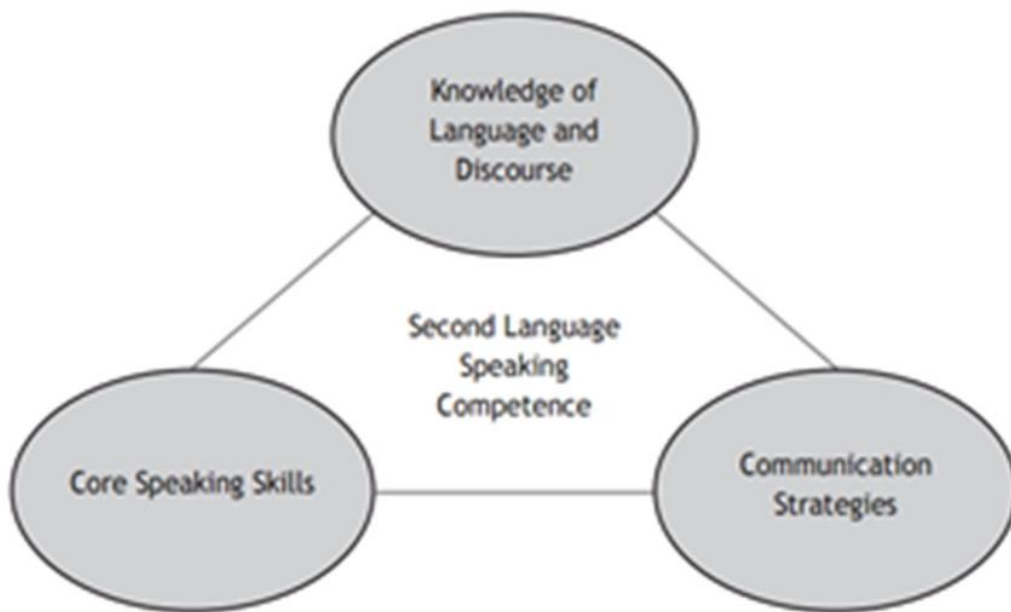 Knowledge of
Language and
Discourse
Second Language
Speaking
Competence
Core Speaking Skills
Communication
Strategies